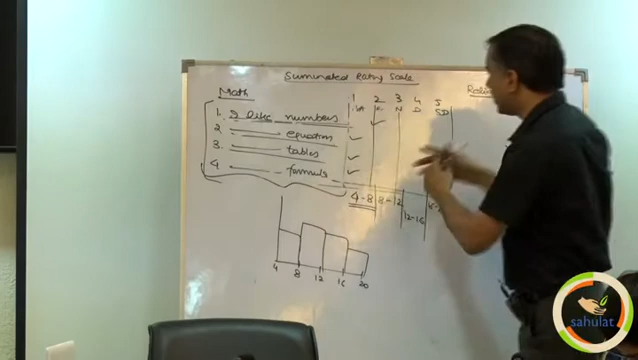 Summated Rating Scale
Math
1 2 3 4 5
SA A N D SD
1. I like numbers
2. equations
3. tables
4. formula
4-8 8-12
12-16
4 8 12 16 20
sahulat